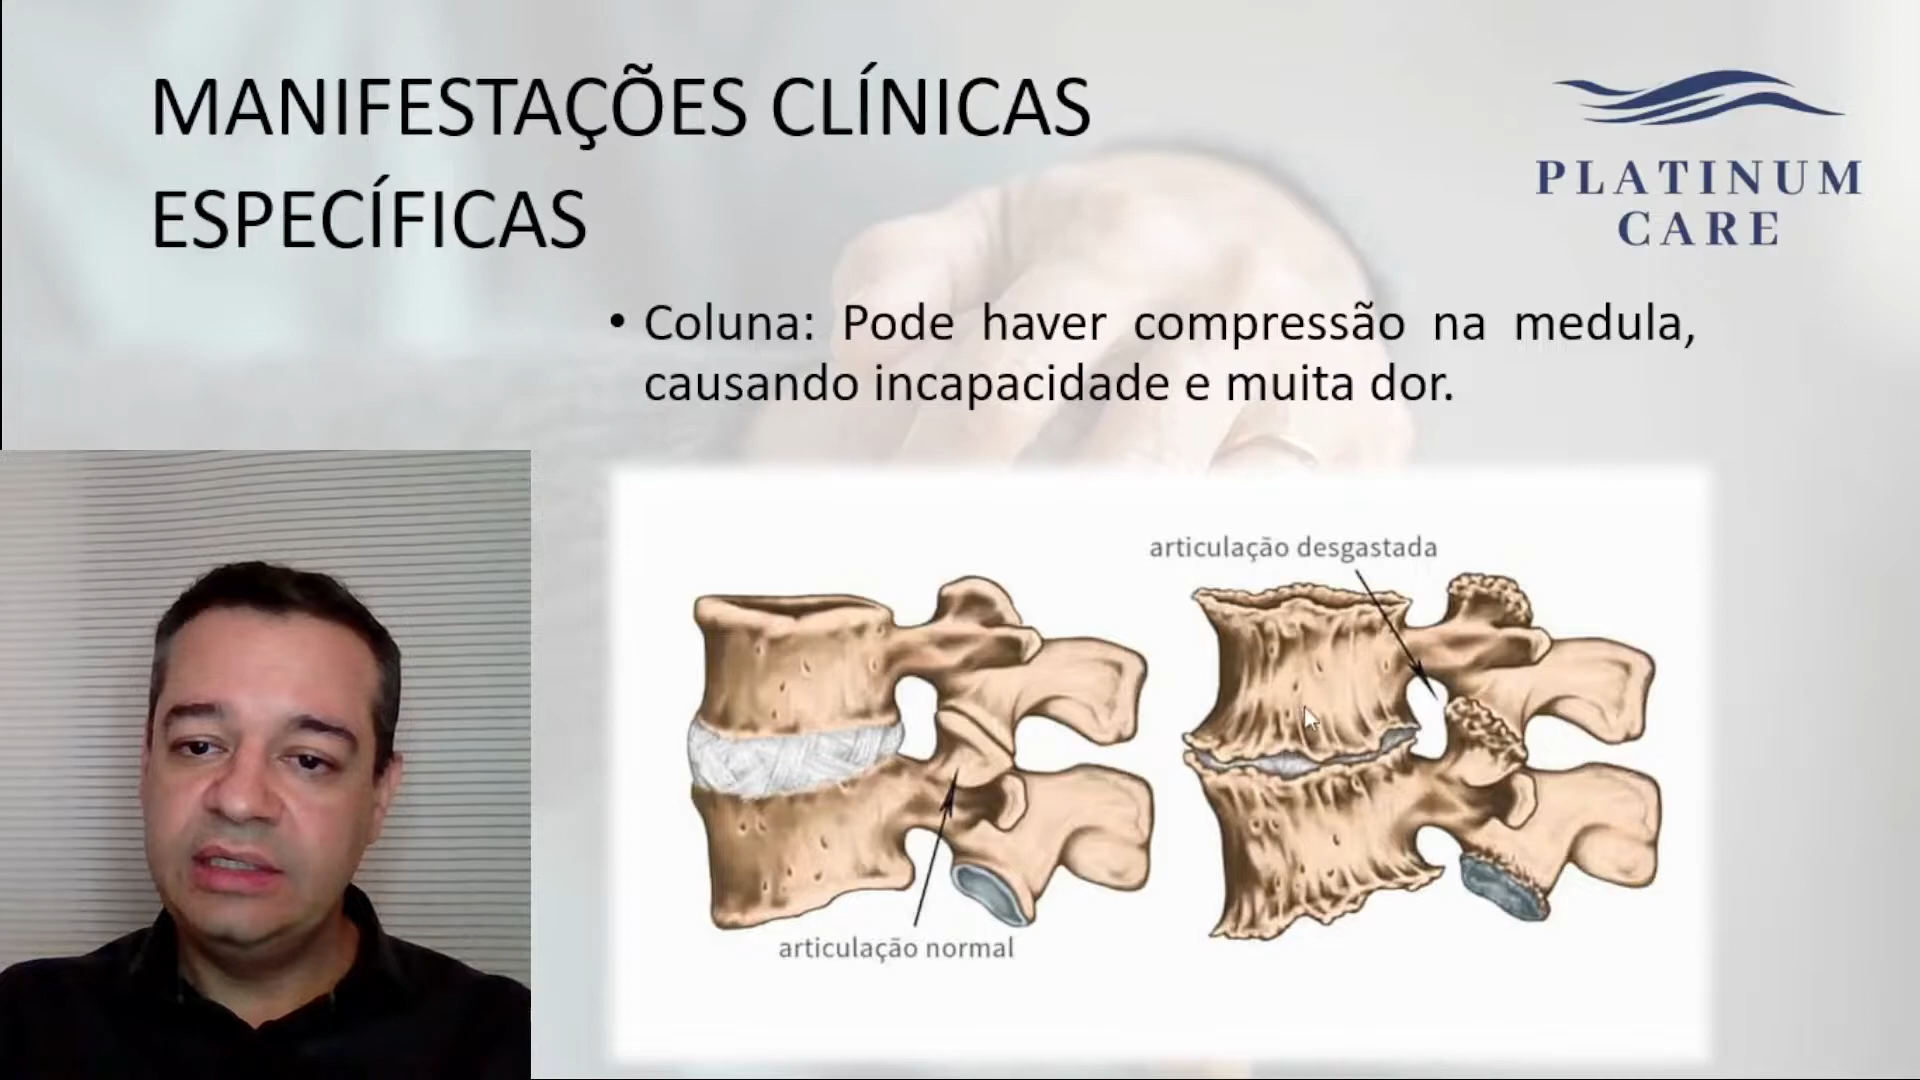 MANIFESTAÇÕES CLÍNICAS
ESPECÍFICAS
PLATINUM
CARE
• Coluna: Pode haver compressão na medula,
causando incapacidade e muita dor.
articulação desgastada
articulação normal